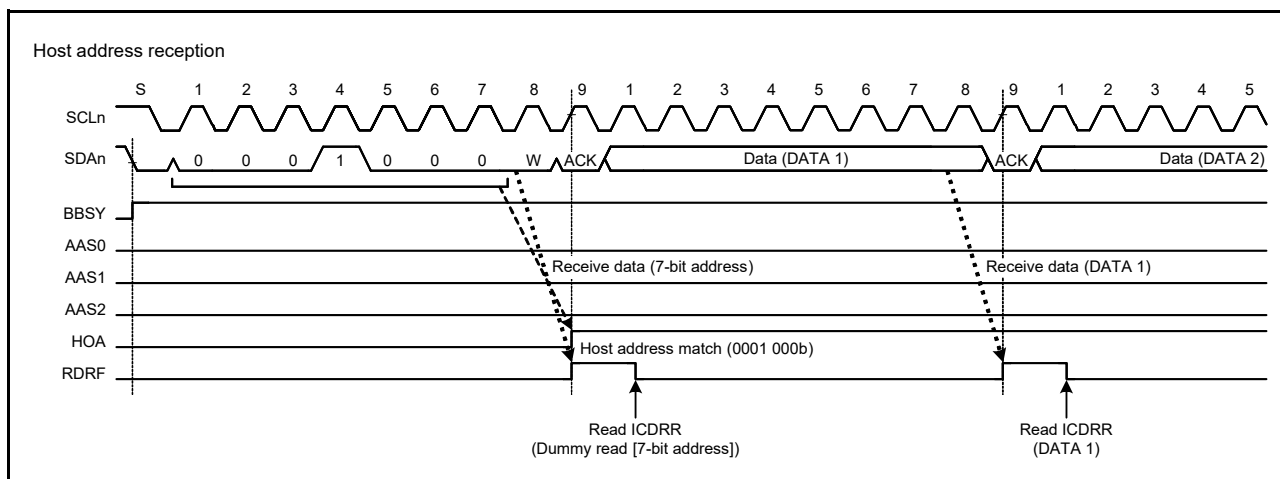 Host address reception
S 1 2 3 4 5 6 7 8 9 1 2 3 4 5 6 7 8 9 1 2 3 4 5
SCLn
SDAn 0 0 0 1 0 0 0 W ACK Data (DATA 1) ACK Data (DATA 2)
BBSY
AAS0
AAS1 Receive data (7-bit address) Receive data (DATA 1)
AAS2
HOA
Host address match (0001 000b)
RDRF
Read ICDRR
(Dummy read [7-bit address])
Read ICDRR
(DATA 1)